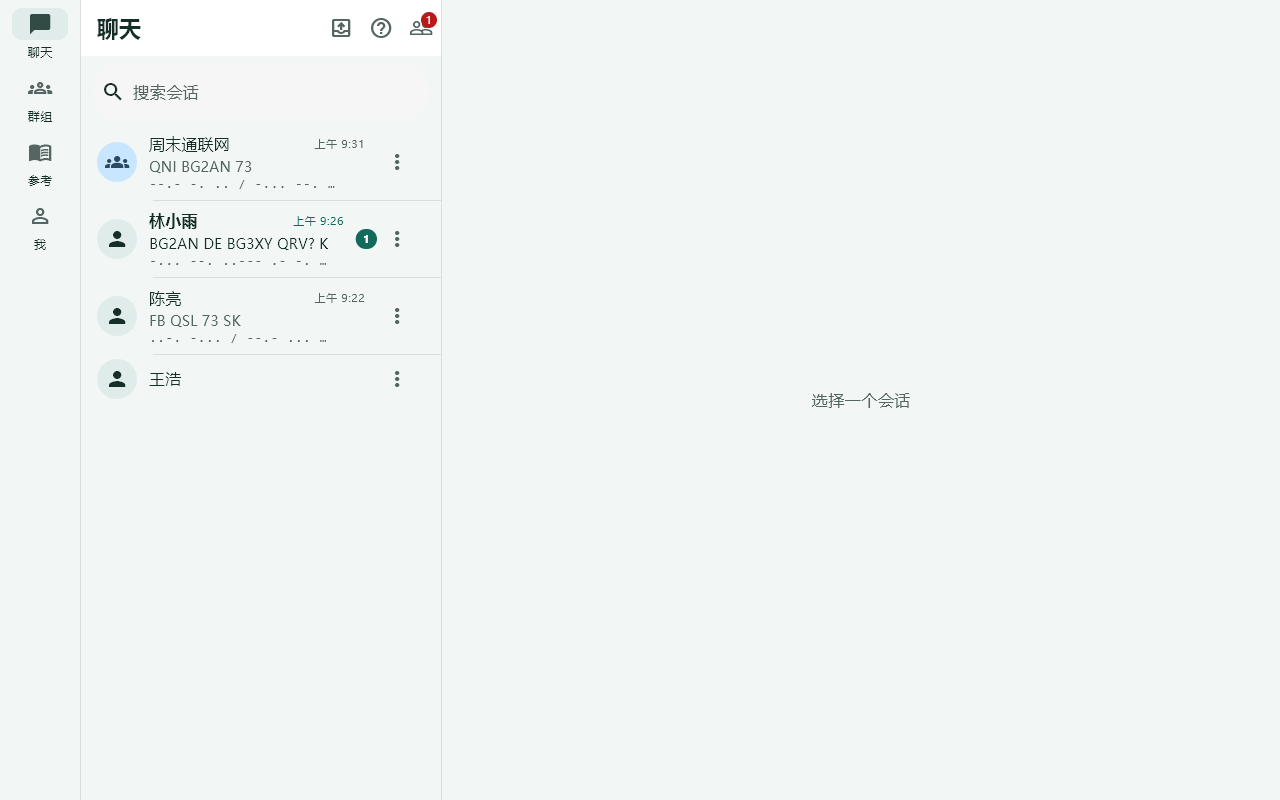 聊天
群组
参考
我
聊天
1
搜索会话
周末通联网 上午 9:31
QNI BG2AN 73
--.- -. .. / -... --. …
林小雨 上午 9:26
BG2AN DE BG3XY QRV? K 1
-... --. ..--- .- -. …
陈亮 上午 9:22
FB QSL 73 SK
..-. -... / --.- ... …
王浩
选择一个会话